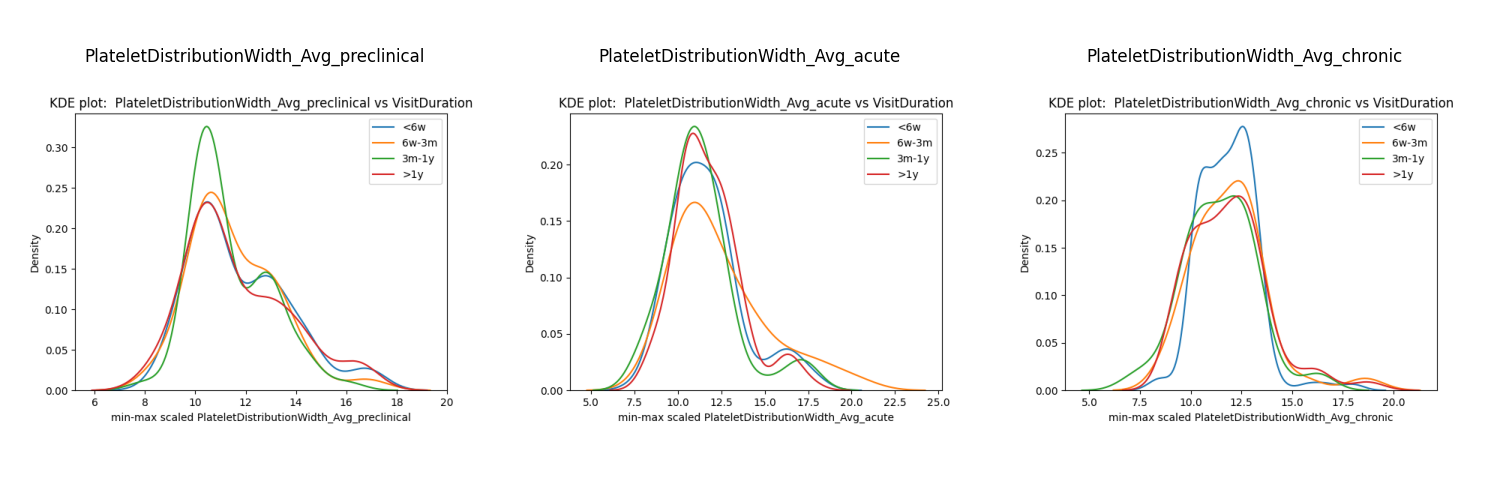 PlateletDistributionWidth_Avg_preclinical
KDE plot:  PlateletDistributionWidth_Avg_preclinical vs VisitDuration
<6w
6w-3m
3m-1y
>1y
Density
0.30
0.25
0.20
0.15
0.10
0.05
0.00
6 8 10 12 14 16 18 20
min-max scaled PlateletDistributionWidth_Avg_preclinical
PlateletDistributionWidth_Avg_acute
KDE plot:  PlateletDistributionWidth_Avg_acute vs VisitDuration
<6w
6w-3m
3m-1y
>1y
Density
0.20
0.15
0.10
0.05
0.00
5.0 7.5 10.0 12.5 15.0 17.5 20.0 22.5 25.0
min-max scaled PlateletDistributionWidth_Avg_acute
PlateletDistributionWidth_Avg_chronic
KDE plot:  PlateletDistributionWidth_Avg_chronic vs VisitDuration
<6w
6w-3m
3m-1y
>1y
Density
0.25
0.20
0.15
0.10
0.05
0.00
5.0 7.5 10.0 12.5 15.0 17.5 20.0
min-max scaled PlateletDistributionWidth_Avg_chronic